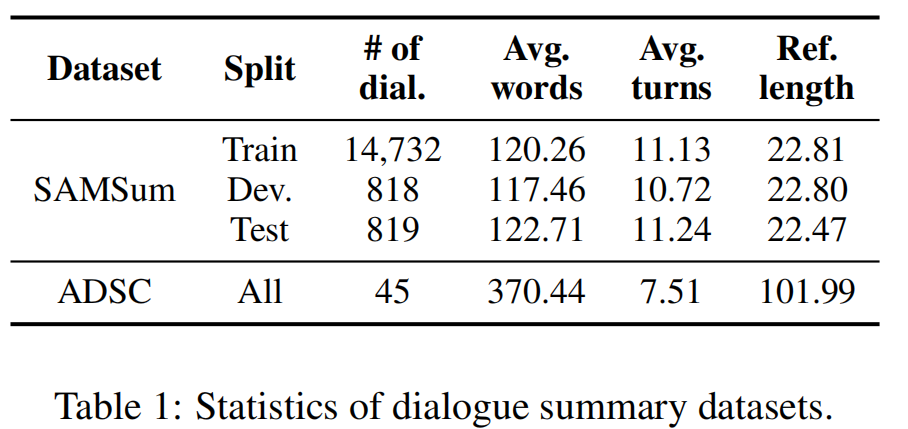 Dataset Split # of dial. Avg. words Avg. turns Ref. length
Train 14,732 120.26 11.13 22.81
SAMSum Dev. 818 117.46 10.72 22.80
Test 819 122.71 11.24 22.47
ADSC All 45 370.44 7.51 101.99
Table 1: Statistics of dialogue summary datasets.